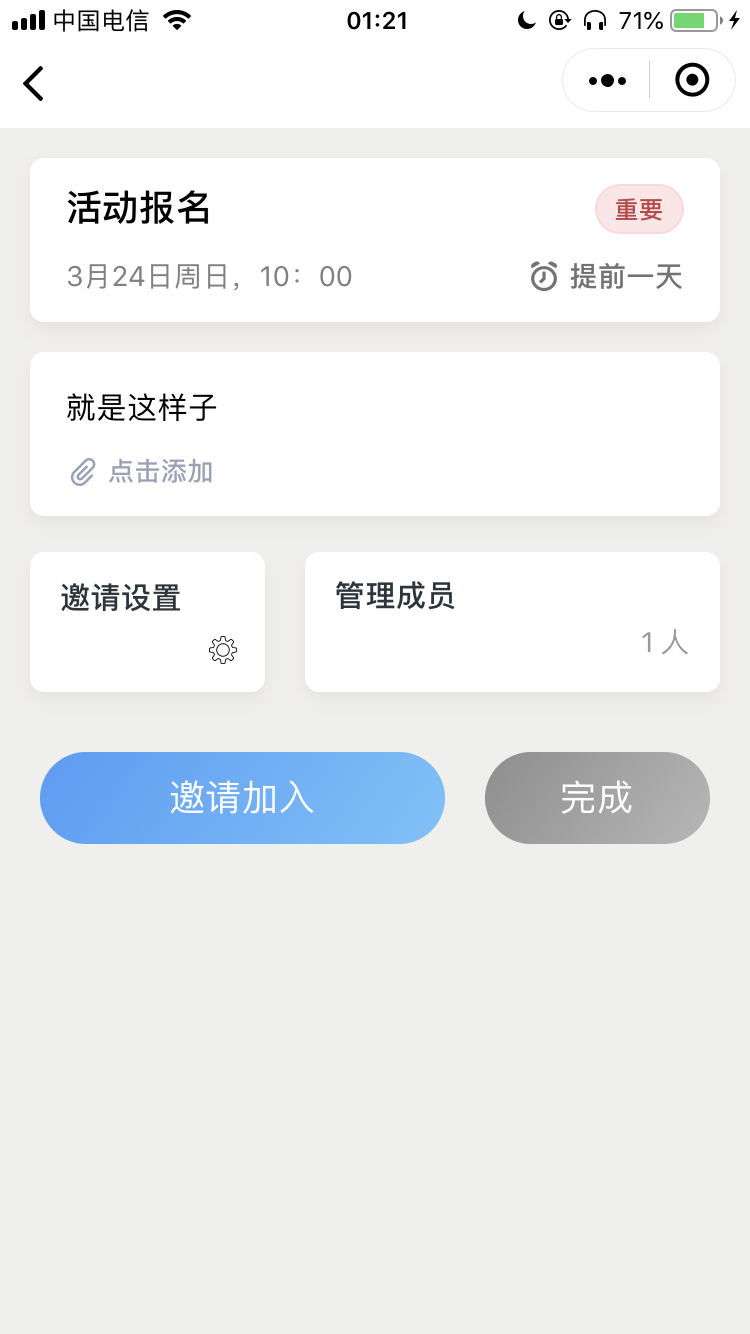 中国电信 01:21 71%
活动报名 重要
3月24日周日，10：00 提前一天
就是这样子
点击添加
邀请设置 管理成员
1 人
邀请加入 完成